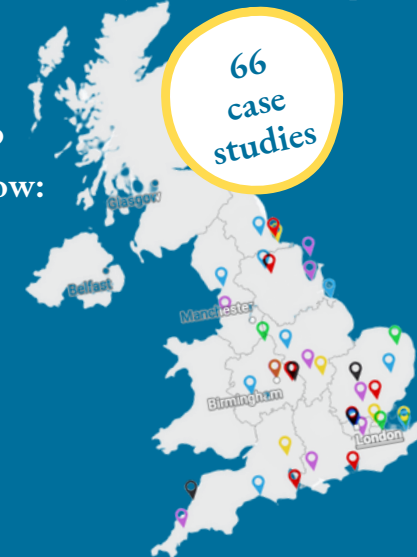 66
case
studies
ow:
Glasgow
Belfast
Manchester
Birmingham
London